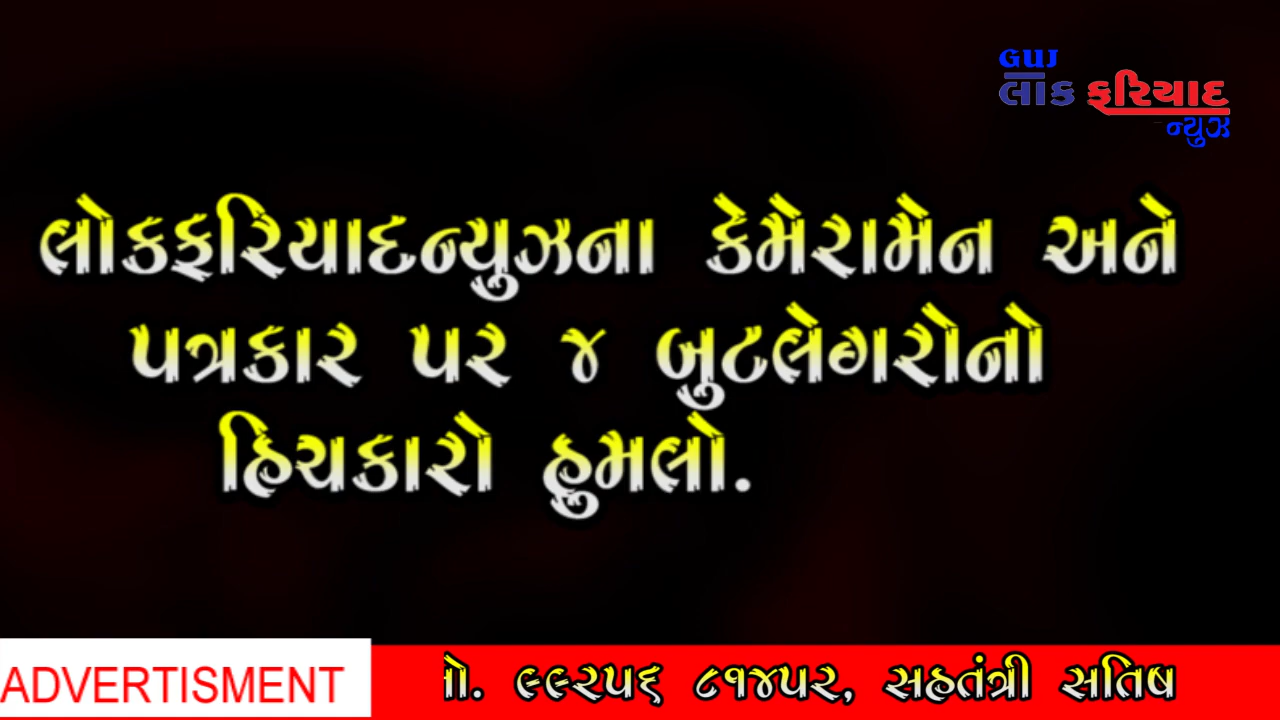 GUJ
લોક ફરિયાદ
ન્યુઝ
લોકફરિયાદન્યુઝના કેમેરામેન અને
પત્રકાર પર ૪ બુટલેગરોનો
હિચકારો હુમલો.
ADVERTISMENT
મો. ૯૯૨૫૬ ૮૧૪૫૨, સહતંત્રી સતિષ